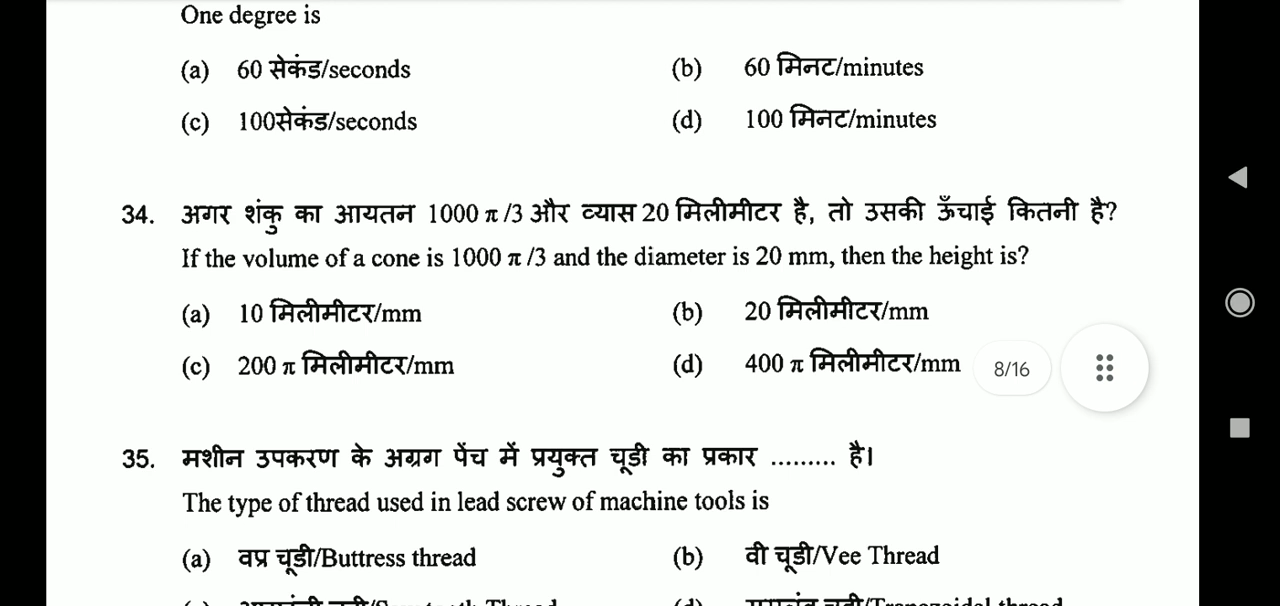 One degree is
(a) 60 सेकंड/seconds (b) 60 मिनट/minutes
(c) 100सेकंड/seconds (d) 100 मिनट/minutes
34. अगर शंकु का आयतन 1000 π /3 और व्यास 20 मिलीमीटर है, तो उसकी ऊँचाई कितनी है?
If the volume of a cone is 1000 π /3 and the diameter is 20 mm, then the height is?
(a) 10 मिलीमीटर/mm (b) 20 मिलीमीटर/mm
(c) 200 π मिलीमीटर/mm (d) 400 π मिलीमीटर/mm
8/16
35. मशीन उपकरण के अग्रग पेंच में प्रयुक्त चूडी का प्रकार ......... है।
The type of thread used in lead screw of machine tools is
(a) वप्र चूडी/Buttress thread (b) वी चूडी/Vee Thread